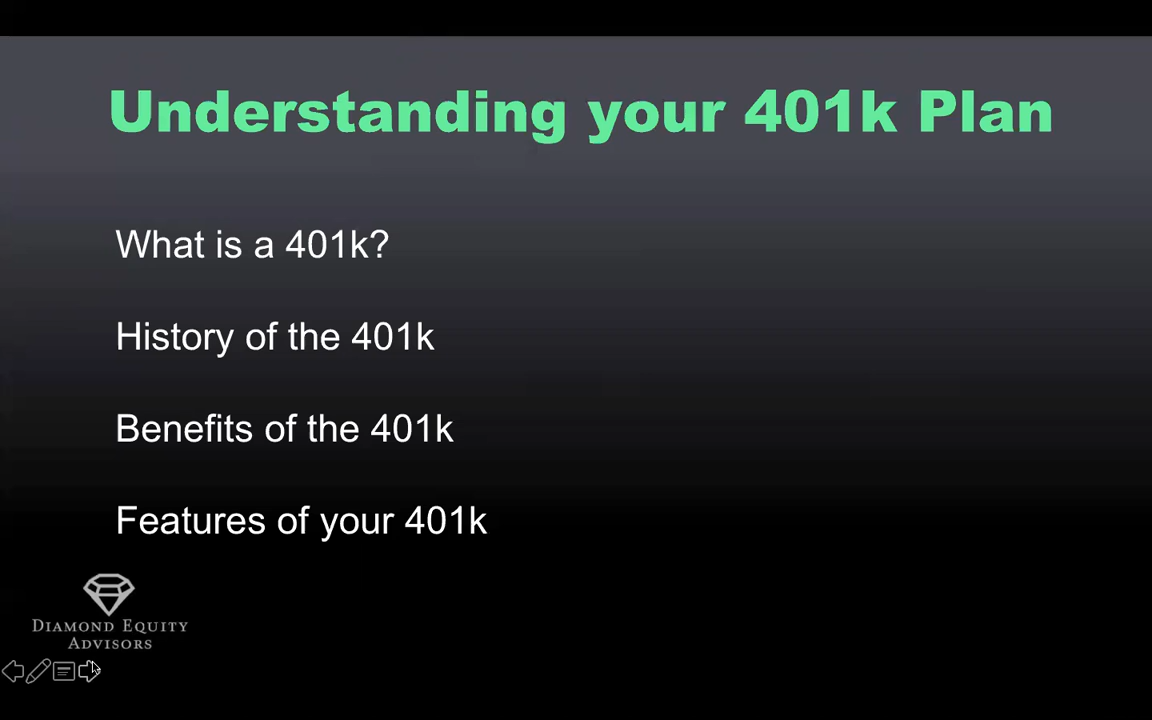 Understanding your 401k Plan
What is a 401k?
History of the 401k
Benefits of the 401k
Features of your 401k
DIAMOND EQUITY
ADVISORS